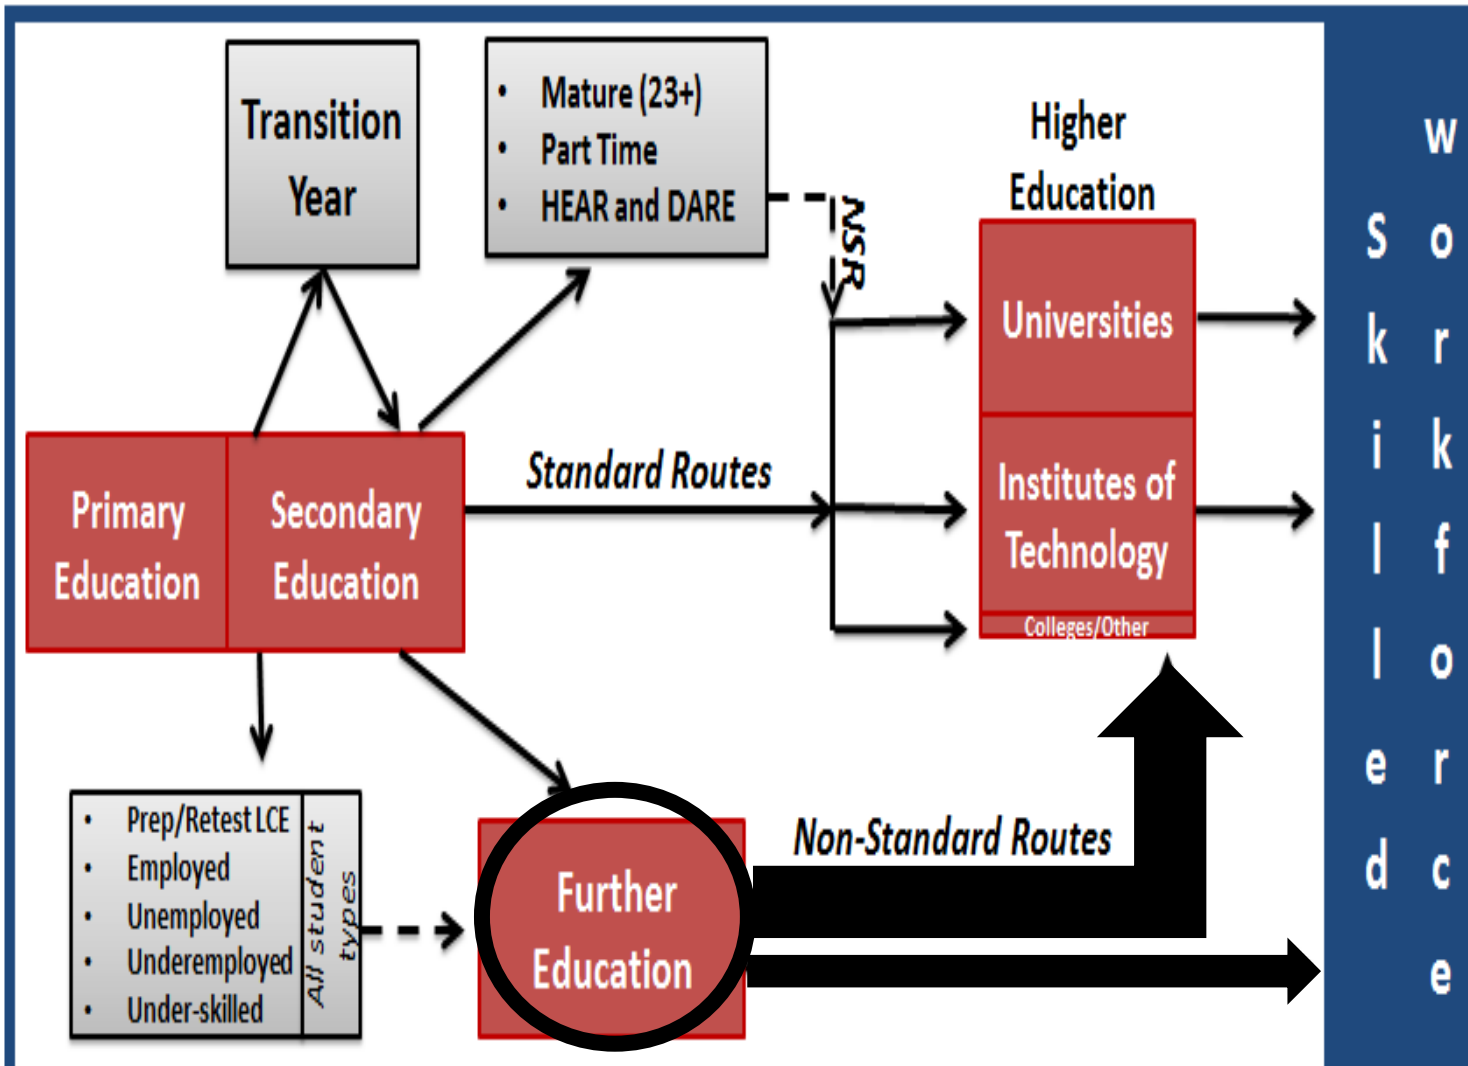 Transition
Year
• Mature (23+)
• Part Time
• HEAR and DARE
NSR
Higher
Education
Universities
Institutes of
Technology
Colleges/Other
Primary
Education
Secondary
Education
Standard Routes
• Prep/Retest LCE
• Employed
• Unemployed
• Underemployed
• Under-skilled
All student
types
Further
Education
Non-Standard Routes
Skilled
workforce